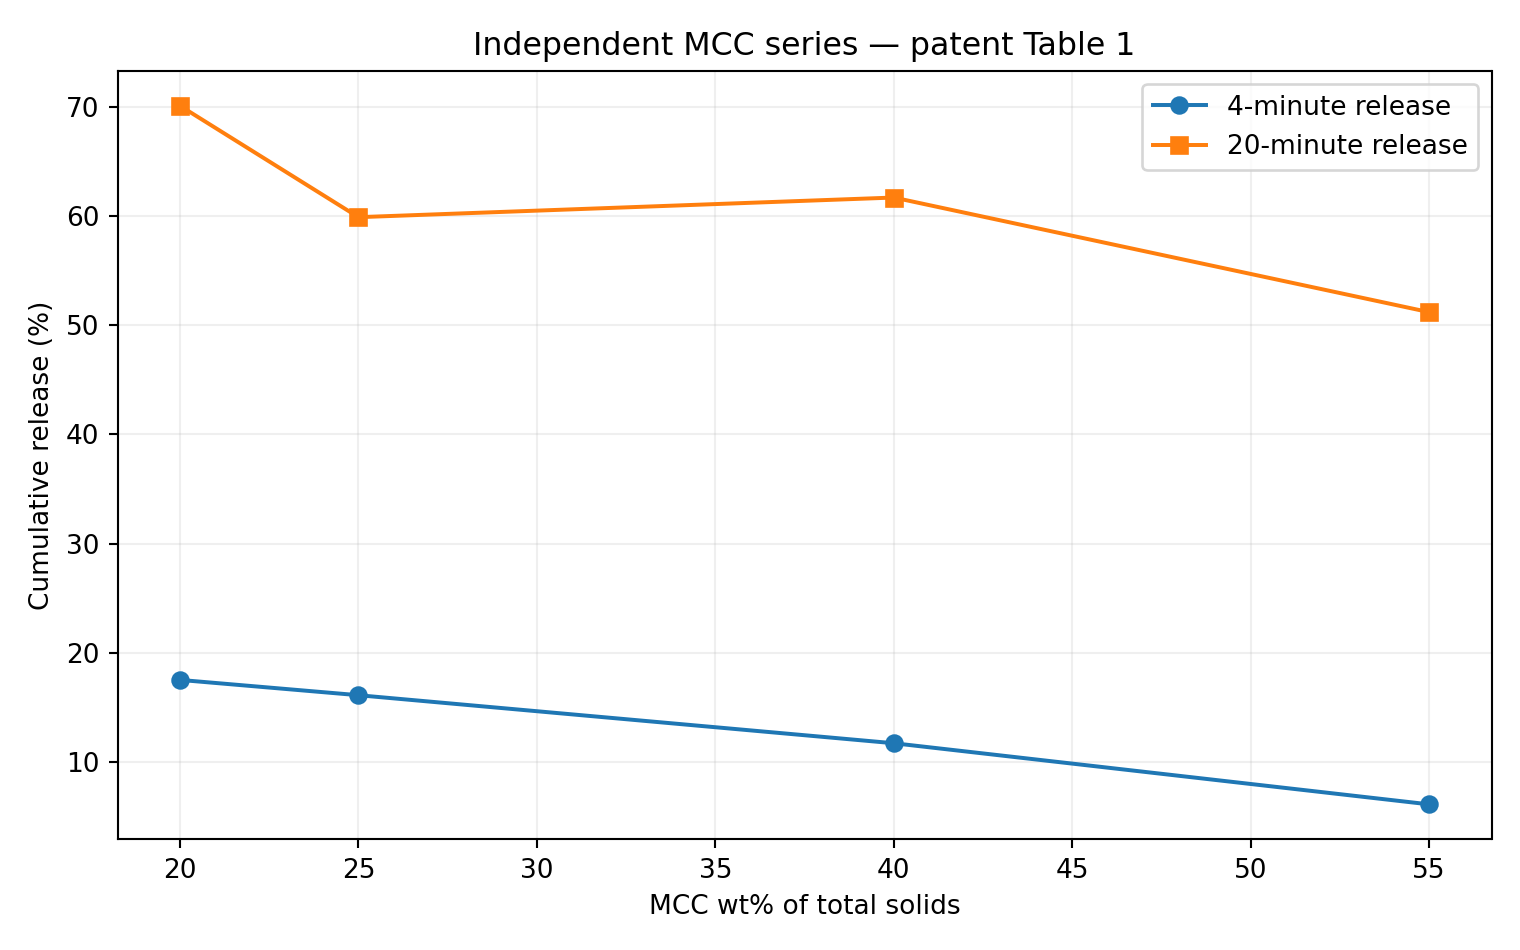 Independent MCC series — patent Table 1
4-minute release
20-minute release
Cumulative release (%)
70
60
50
40
30
20
10
20 25 30 35 40 45 50 55
MCC wt% of total solids